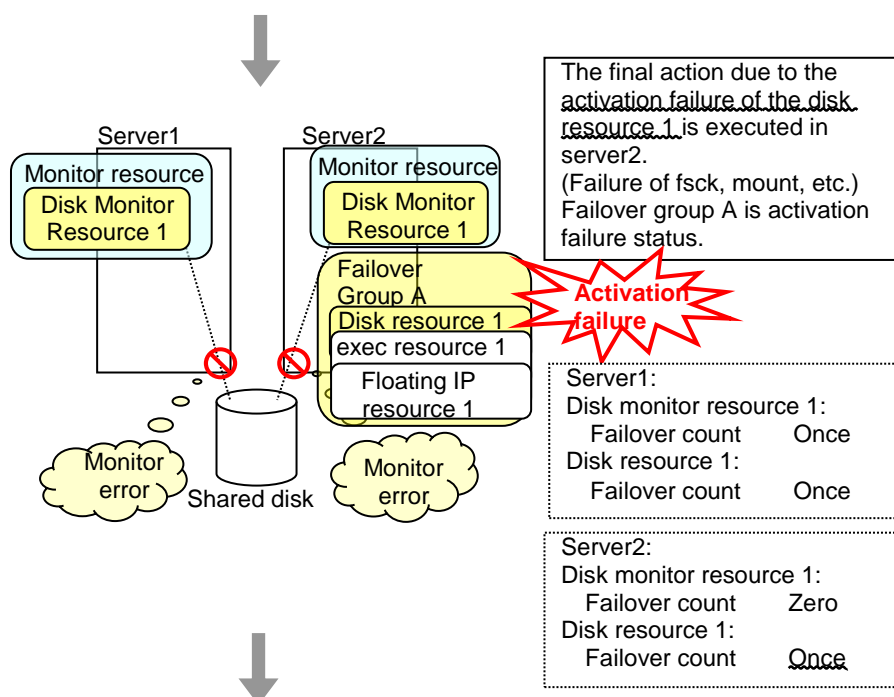 The final action due to the
activation failure of the disk
resource 1 is executed in
server2.
(Failure of fsck, mount, etc.)
Failover group A is activation
failure status.
Server1
Server2
Monitor resource
Disk Monitor
Resource 1
Monitor resource
Disk Monitor
Resource 1
Failover
Group A
Disk resource 1
exec resource 1
Floating IP
resource 1
Activation
failure
Monitor
error
Shared disk
Monitor
error
Server1:
Disk monitor resource 1:
Failover count Once
Disk resource 1:
Failover count Once
Server2:
Disk monitor resource 1:
Failover count Zero
Disk resource 1:
Failover count Once